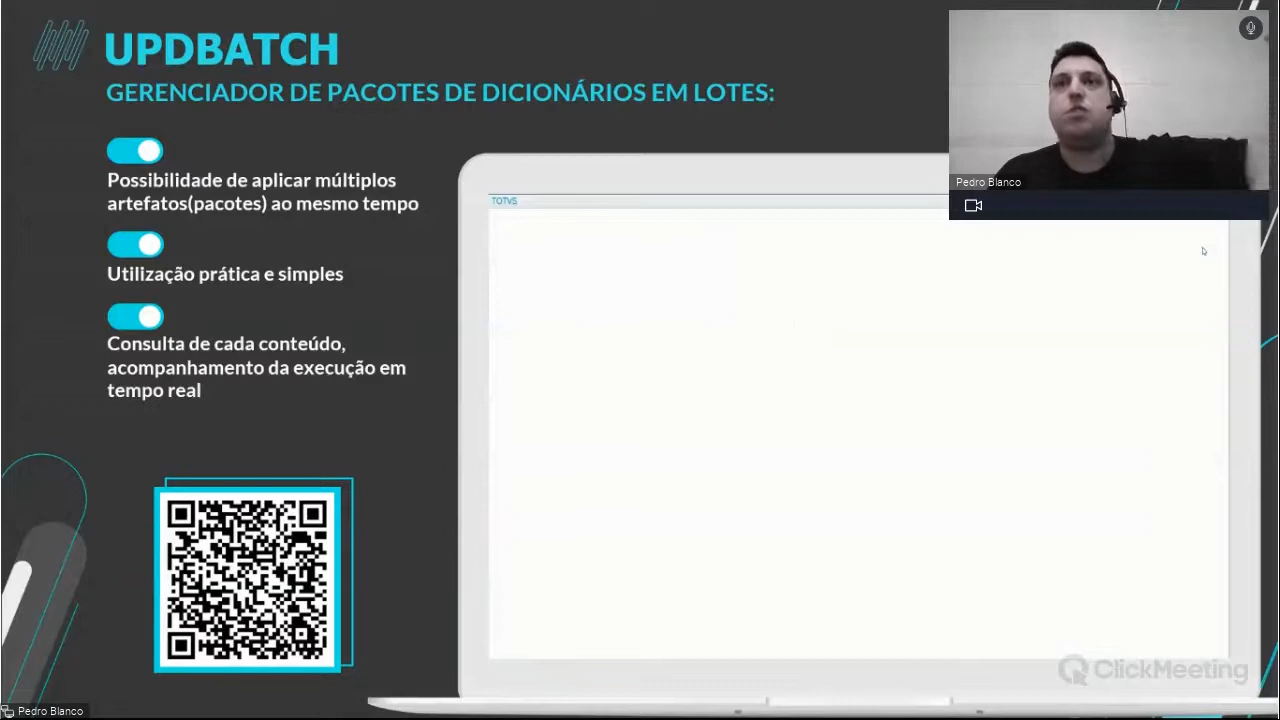 UPDBATCH
GERENCIADOR DE PACOTES DE DICIONÁRIOS EM LOTES:
Possibilidade de aplicar múltiplos
artefatos(pacotes) ao mesmo tempo
Utilização prática e simples
Consulta de cada conteúdo,
acompanhamento da execução em
tempo real
TOTVS
Pedro Blanco
ClickMeeting
Pedro Blanco